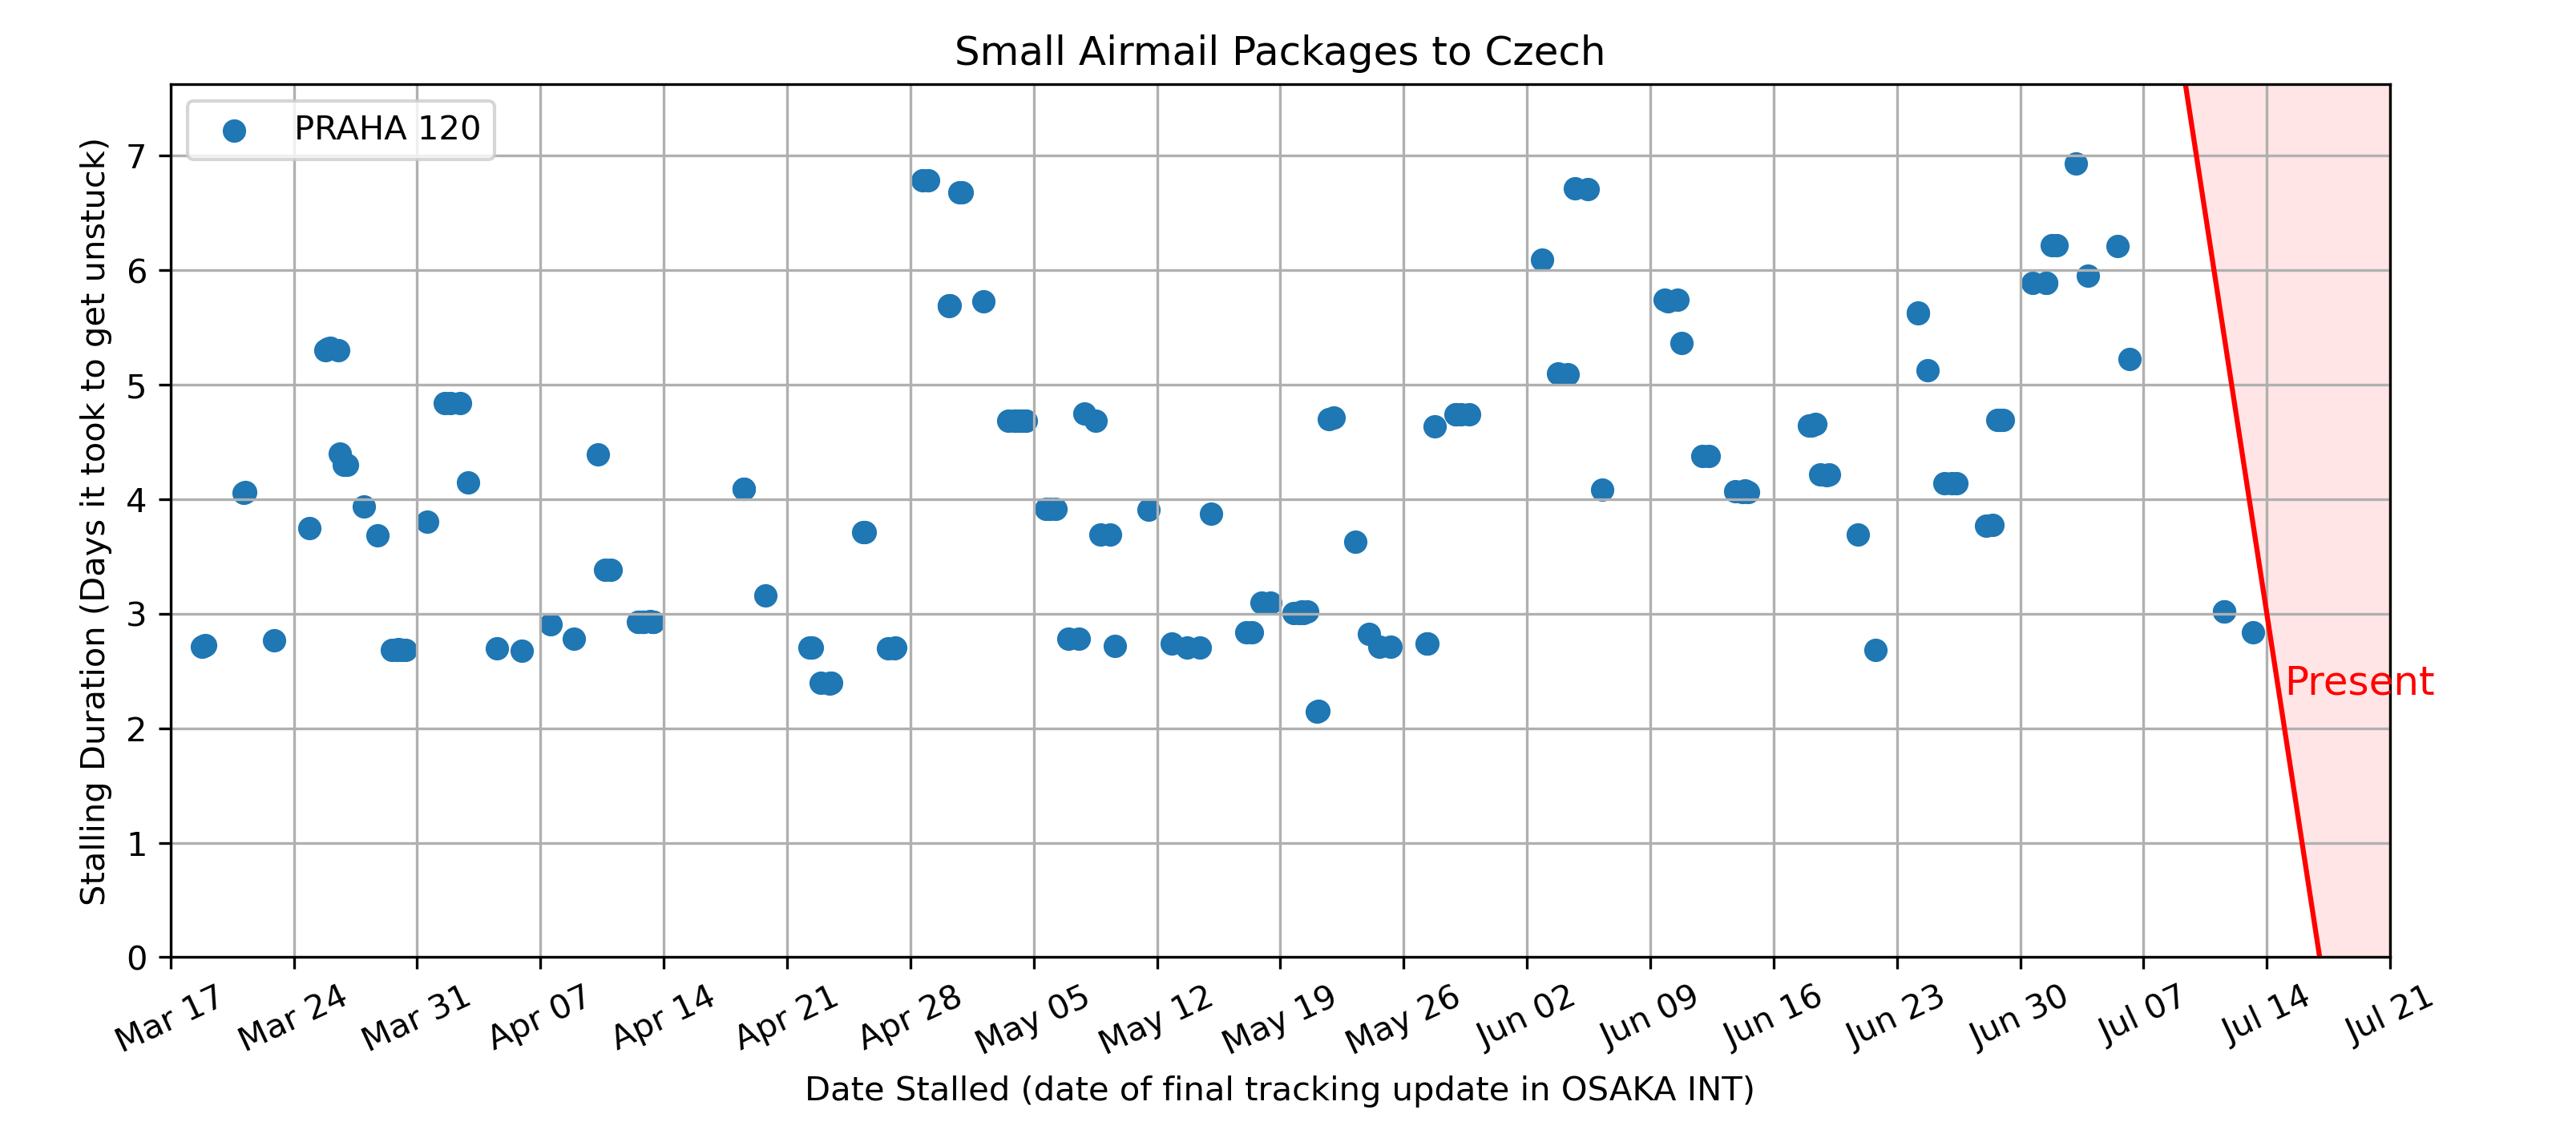 Small Airmail Packages to Czech
PRAHA 120
Stalling Duration (Days it took to get unstuck)
7
6
5
4
3
2
1
0
Present
Mar 17
Mar 24
Mar 31
Apr 07
Apr 14
Apr 21
Apr 28
May 05
May 12
May 19
May 26
Jun 02
Jun 09
Jun 16
Jun 23
Jun 30
Jul 07
Jul 14
Jul 21
Date Stalled (date of final tracking update in OSAKA INT)